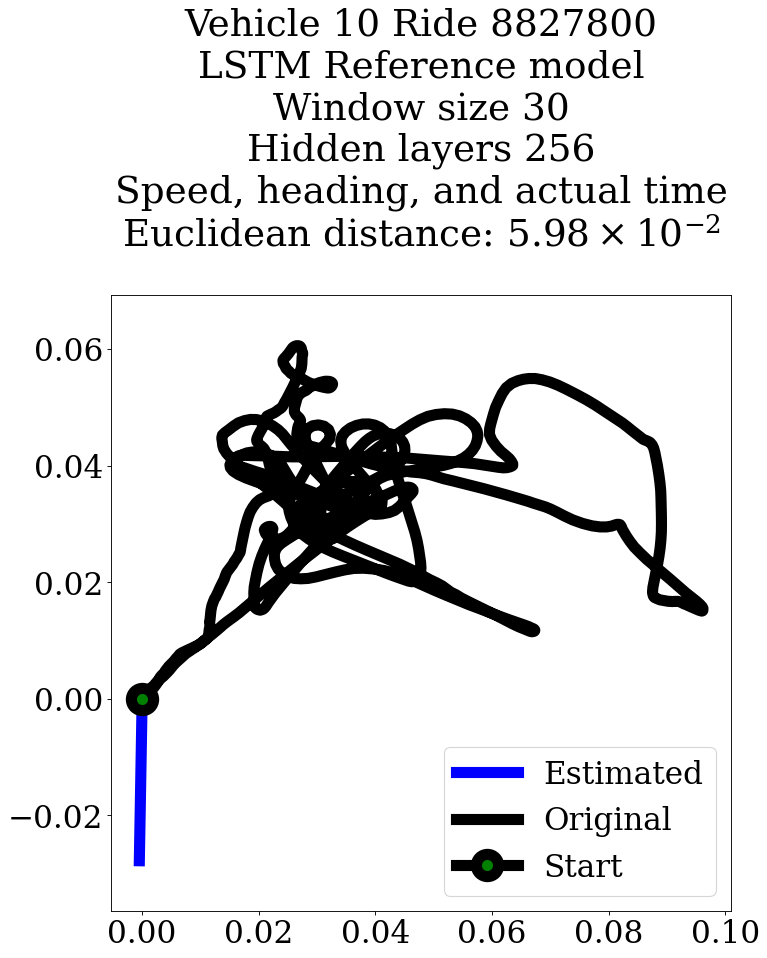 Vehicle 10 Ride 8827800
LSTM Reference model
Window size 30
Hidden layers 256
Speed, heading, and actual time
Euclidean distance: 5.98 × 10⁻²
0.06
0.04
0.02
0.00
−0.02
Estimated
Original
Start
0.00 0.02 0.04 0.06 0.08 0.10